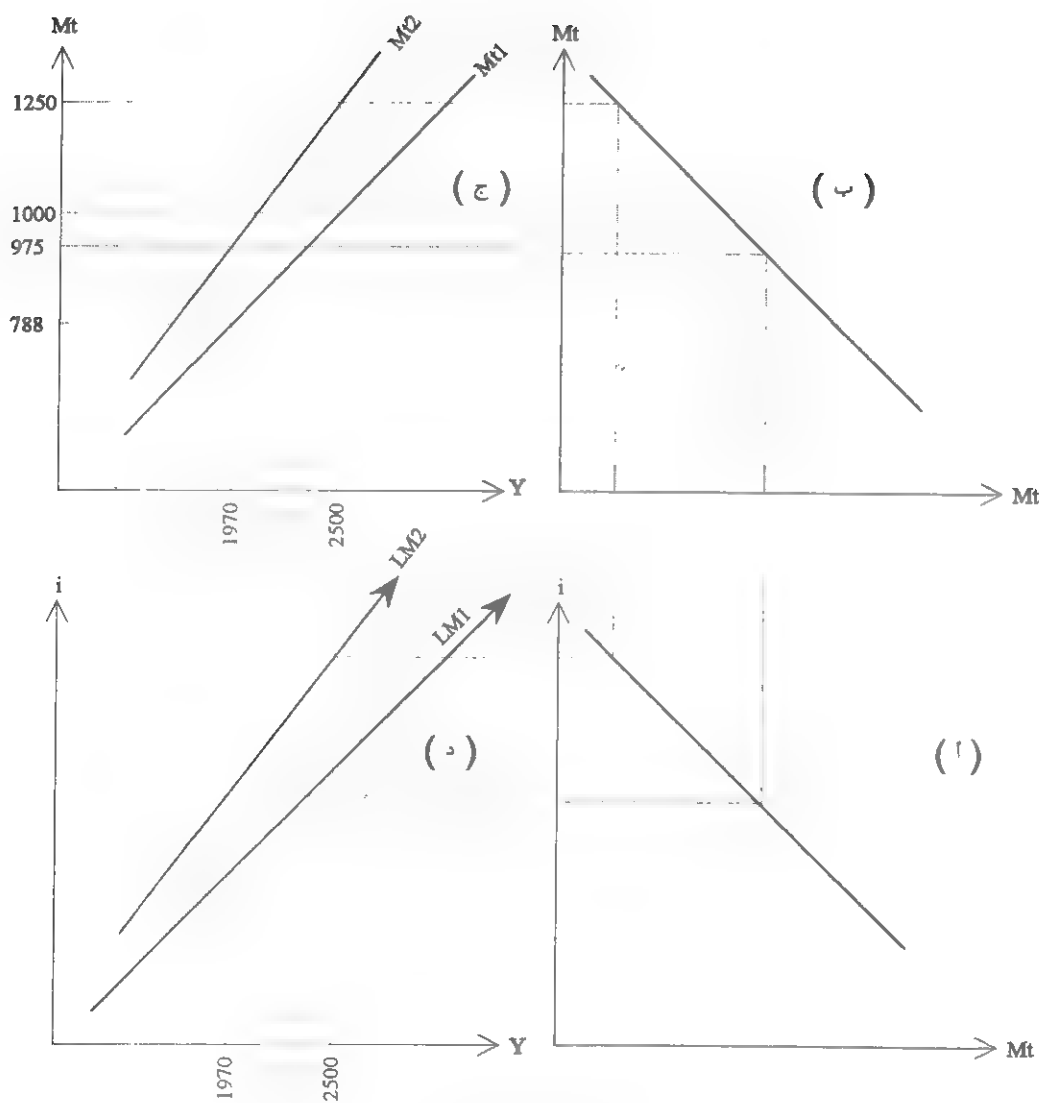 Mt
Mt2
Mt1
1250
1000
975
788
( ج )
1970
2500
Y
Mt
( ب )
Mt
i
LM2
LM1
( د )
1970
2500
Y
i
( أ )
Mt